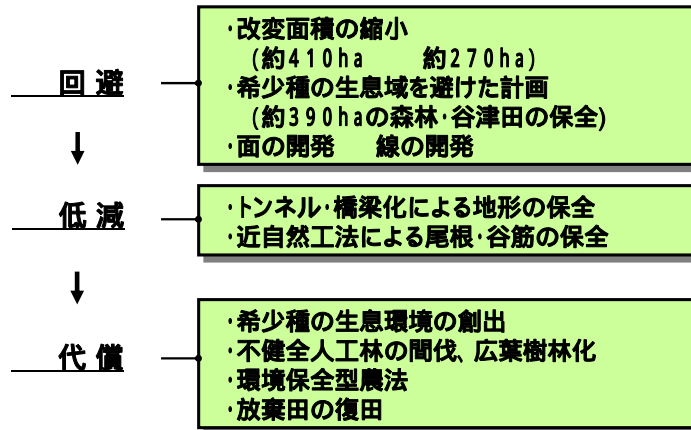 回 避
・改変面積の縮小
(約410ha 約270ha)
・希少種の生息域を避けた計画
(約390haの森林・谷津田の保全)
・面の開発 線の開発
低 減
・トンネル・橋梁化による地形の保全
・近自然工法による尾根・谷筋の保全
代 償
・希少種の生息環境の創出
・不健全人工林の間伐、広葉樹林化
・環境保全型農法
・放棄田の復田